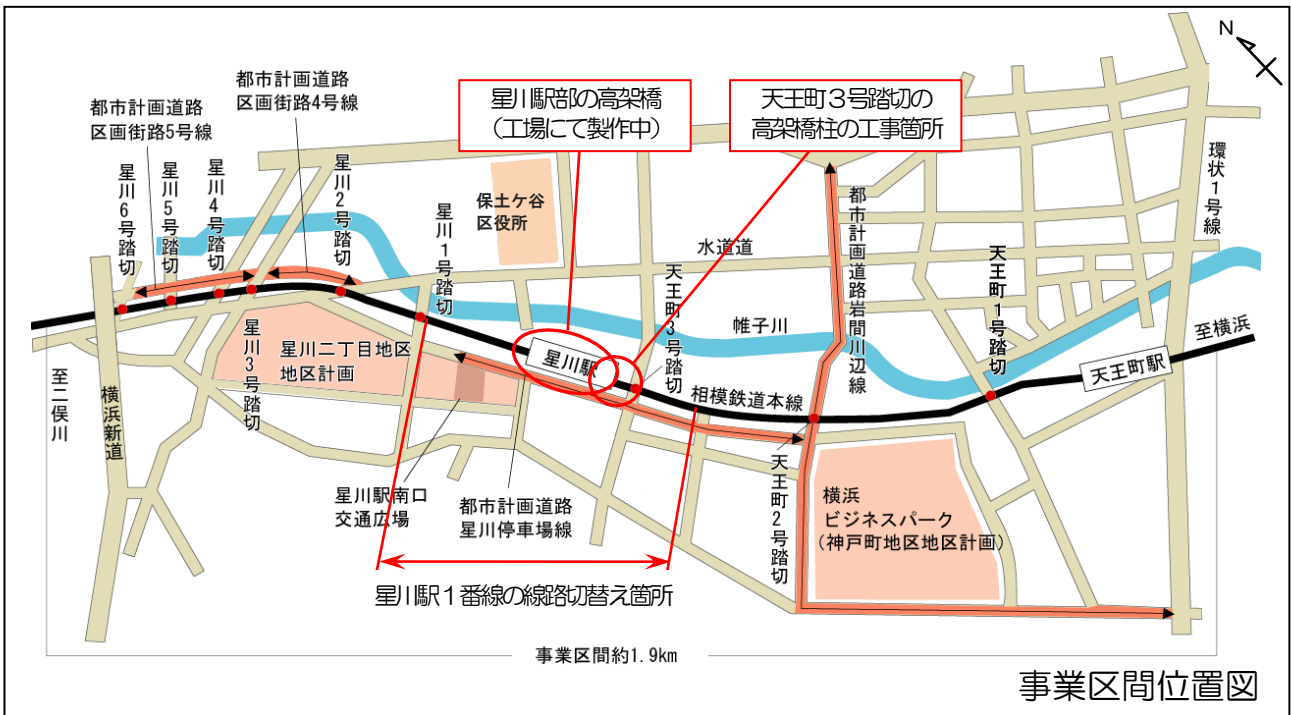 N
都市計画道路
区画街路4号線
都市計画道路
区画街路5号線
星川駅部の高架橋
（工場にて製作中）
天王町３号踏切の
高架橋柱の工事箇所
環状1号線
星川6号踏切
星川5号踏切
星川4号踏切
星川2号踏切
星川1号踏切
保土ケ谷
区役所
水道道
都市計画道路岩間川辺線
天王町3号踏切
天王町1号踏切
帷子川
至横浜
天王町駅
星川駅
相模鉄道本線
星川3号踏切
星川二丁目地区
地区計画
至二俣川
横浜新道
星川駅南口
交通広場
都市計画道路
星川停車場線
天王町2号踏切
横浜
ビジネスパーク
(神戸町地区地区計画)
星川駅１番線の線路切替え箇所
事業区間約1.9km
事業区間位置図